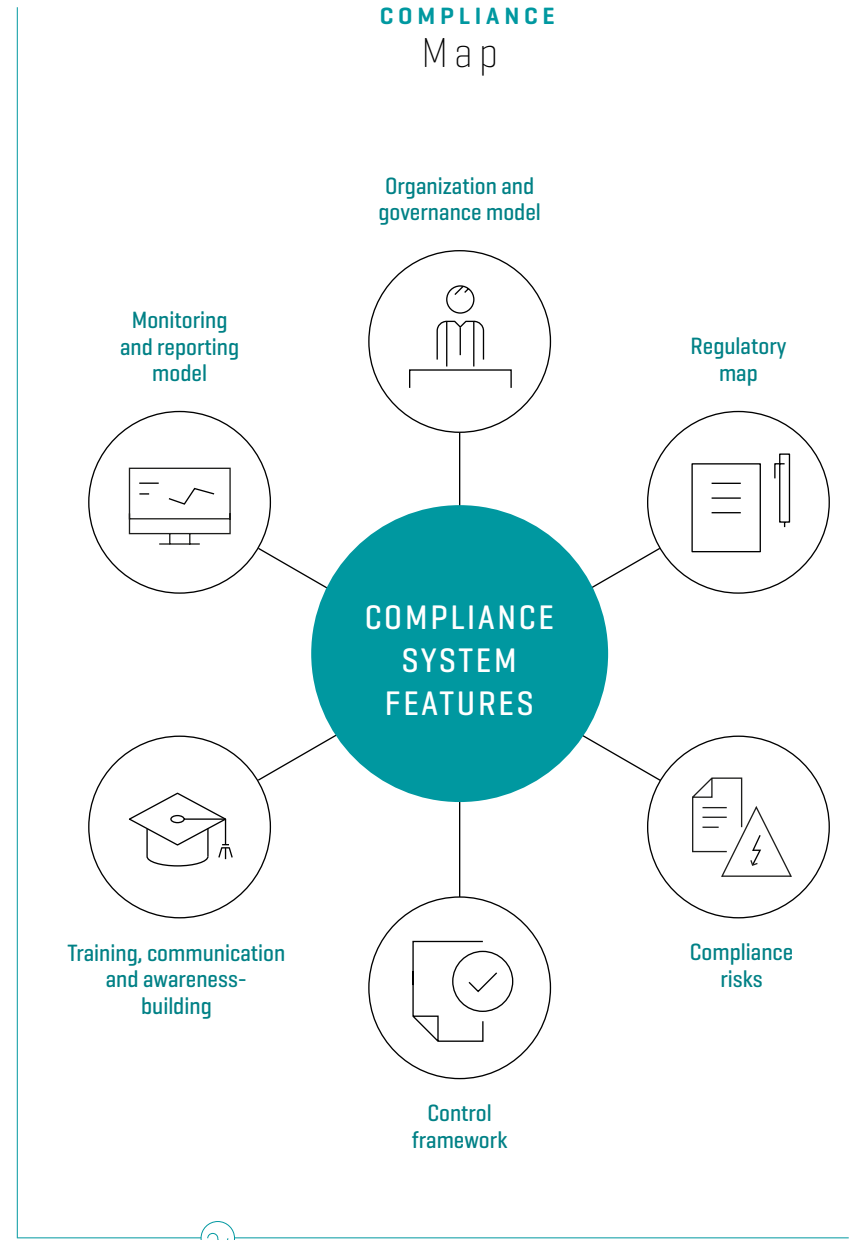 COMPLIANCE
Map
Organization and
governance model
Monitoring
and reporting
model
Regulatory
map
COMPLIANCE
SYSTEM
FEATURES
Training, communication
and awareness-
building
Compliance
risks
Control
framework